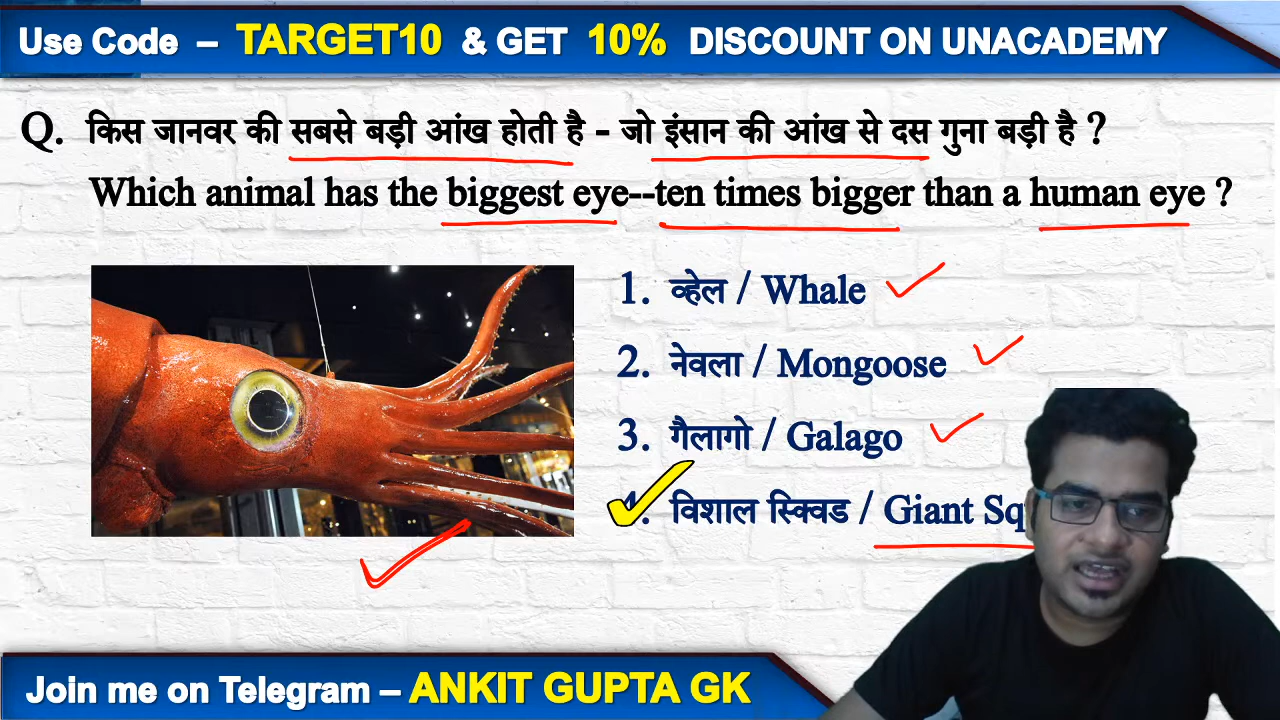 Use Code – TARGET10 & GET 10% DISCOUNT ON UNACADEMY
Q. किस जानवर की सबसे बड़ी आंख होती है - जो इंसान की आंख से दस गुना बड़ी है ?
Which animal has the biggest eye--ten times bigger than a human eye ?
1. व्हेल / Whale
2. नेवला / Mongoose
3. गैलागो / Galago
4. विशाल स्क्विड / Giant Sq
Join me on Telegram – ANKIT GUPTA GK